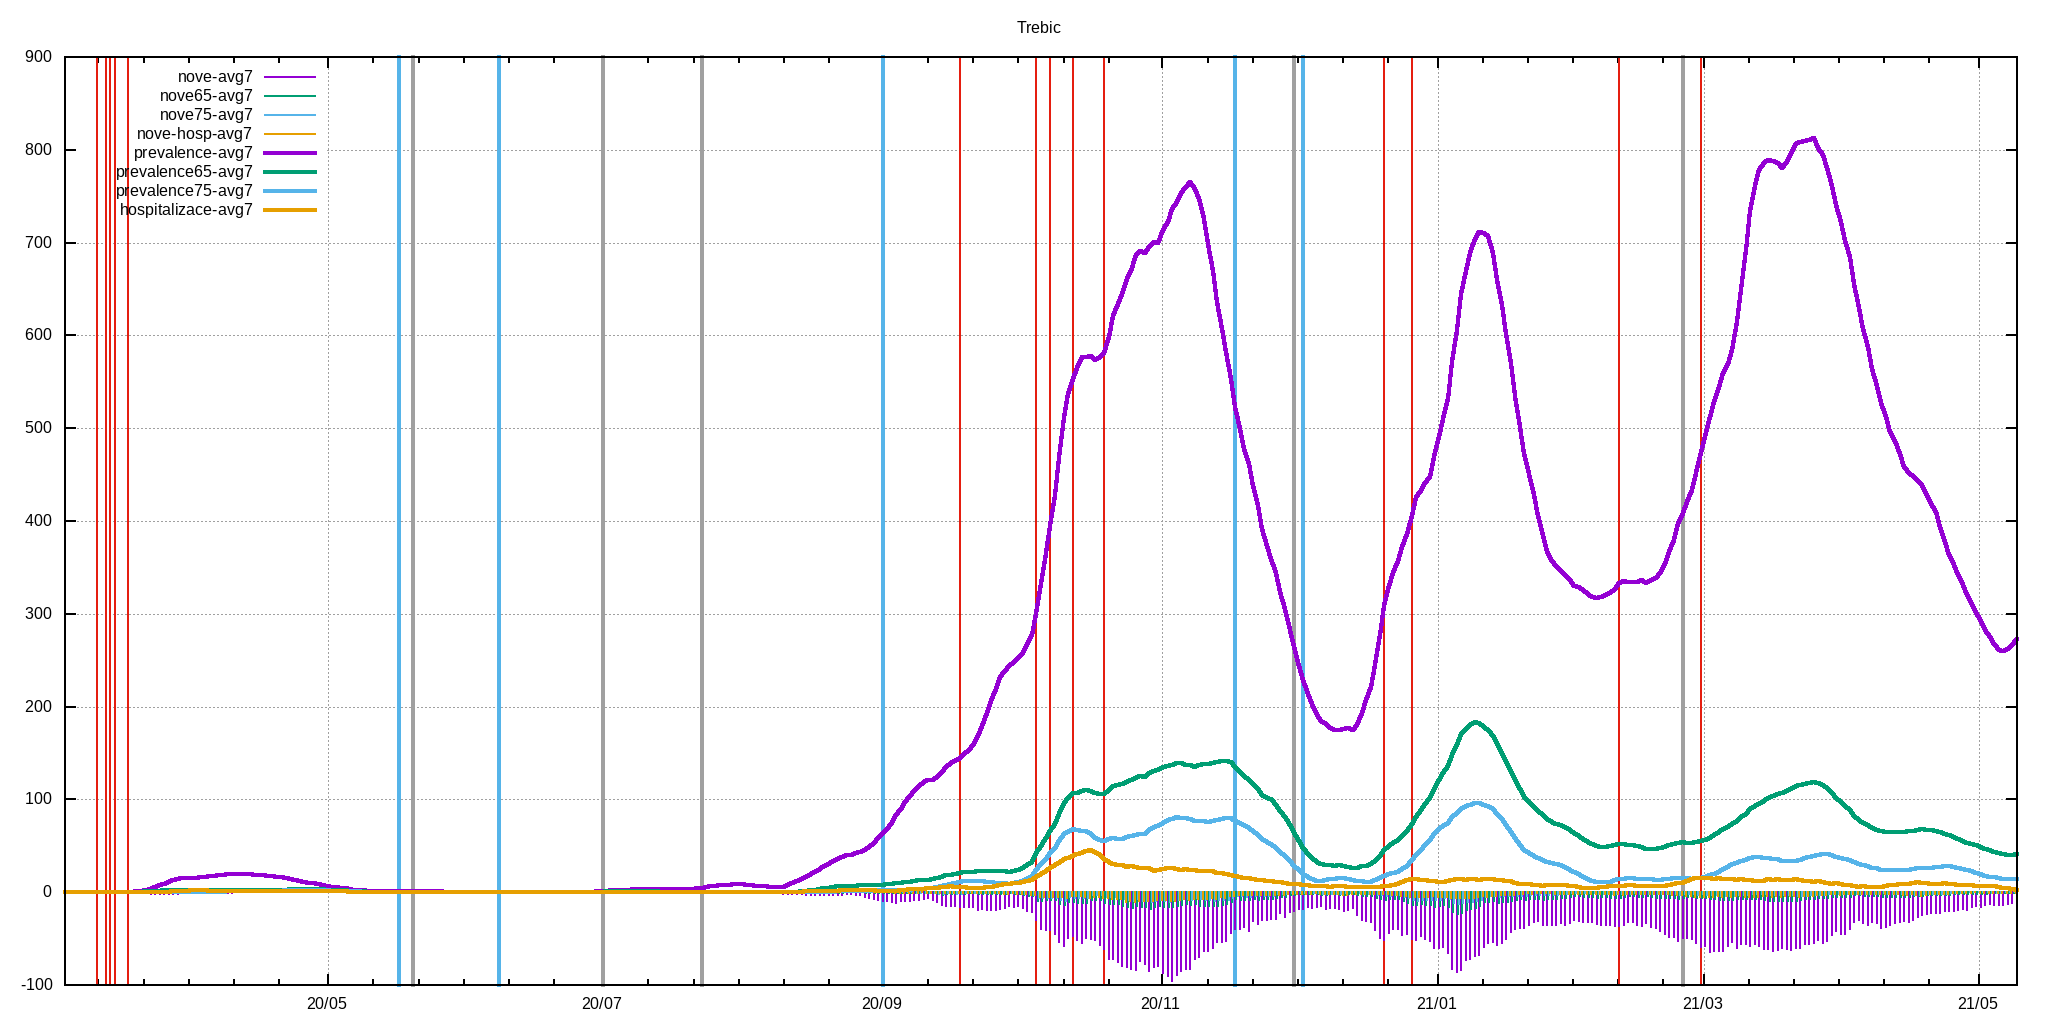 Trebic
900
800
700
600
500
400
300
200
100
0
-100
nove-avg7
nove65-avg7
nove75-avg7
nove-hosp-avg7
prevalence-avg7
prevalence65-avg7
prevalence75-avg7
hospitalizace-avg7
20/05 20/07 20/09 20/11 21/01 21/03 21/05